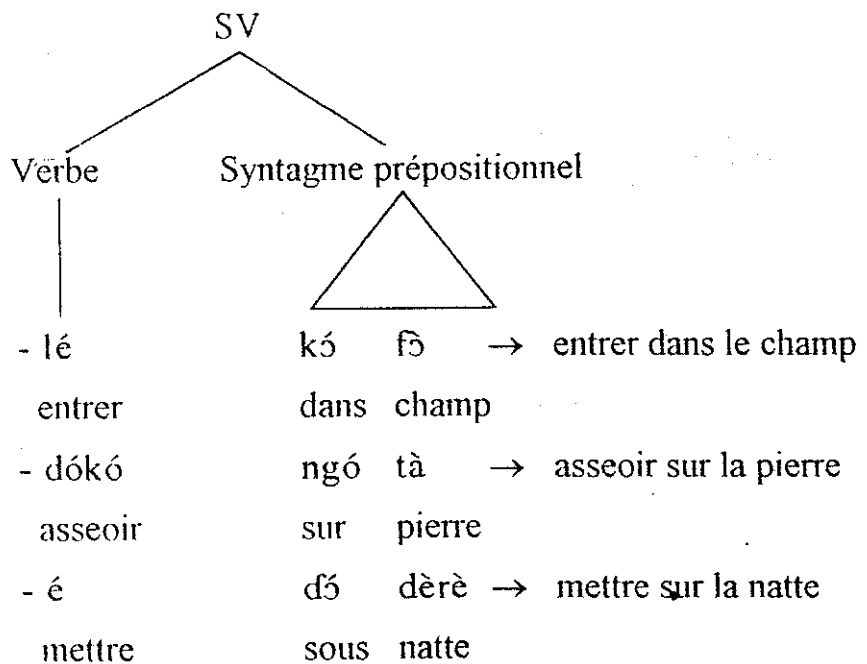 SV
Verbe Syntagme prépositionnel
- lé kɔ́ fɔ̀ → entrer dans le champ
entrer dans champ
- dókó ngó tà → asseoir sur la pierre
asseoir sur pierre
- é ɗɔ́ dèrè → mettre sur la natte
mettre sous natte